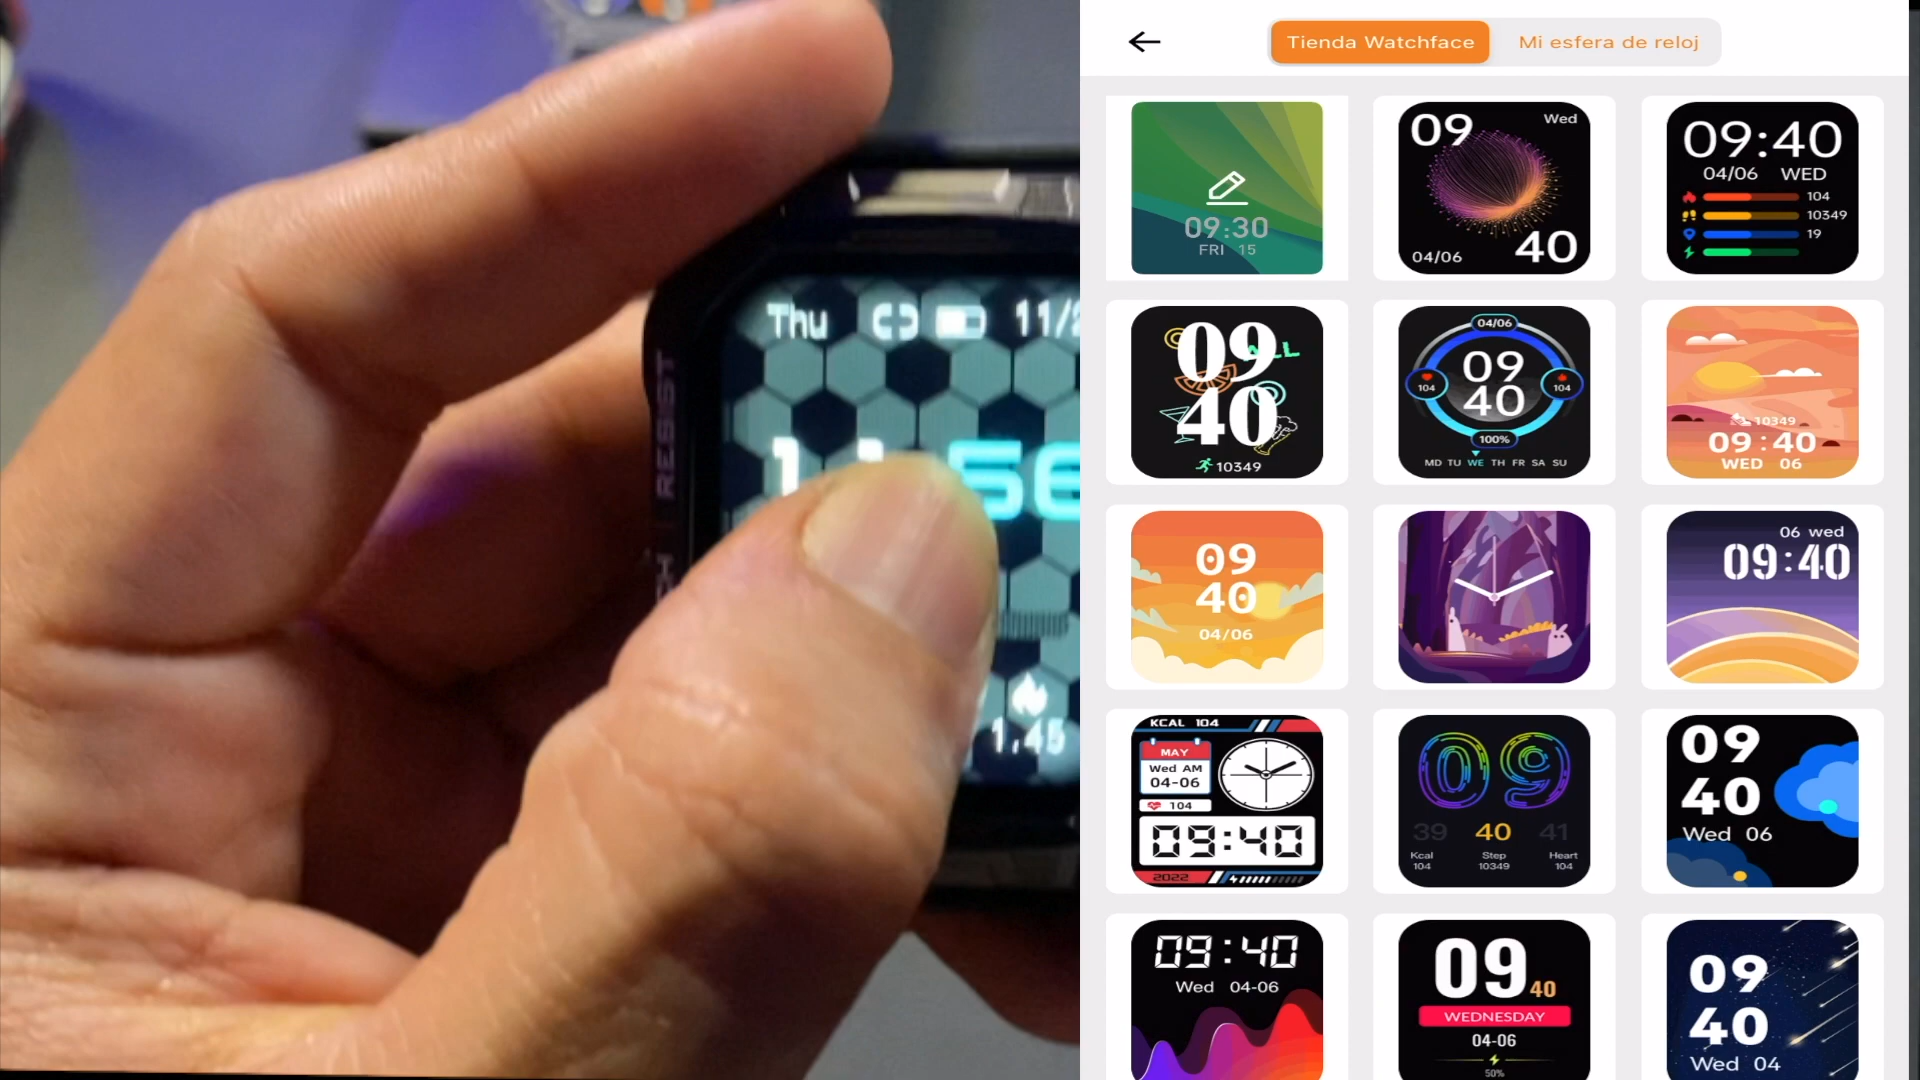 Thu
11/2
56
1,45
RESIST
Tienda Watchface
Mi esfera de reloj
09:30
FRI 15
09
Wed
04/06
40
09:40
04/06 WED
104
10349
19
09
40
10349
04/06
09
40
104
104
100%
MD TU WE TH FR SA SU
10349
09:40
WED 06
09
40
04/06
06 wed
09:40
KCAL 104
MAY
Wed AM
04-06
104
09:40
2022
09
39 40 41
Kcal Step Heart
104 10349 104
09
40
Wed 06
09:40
Wed 04-06
09
40
WEDNESDAY
04-06
50%
09
40
Wed 04